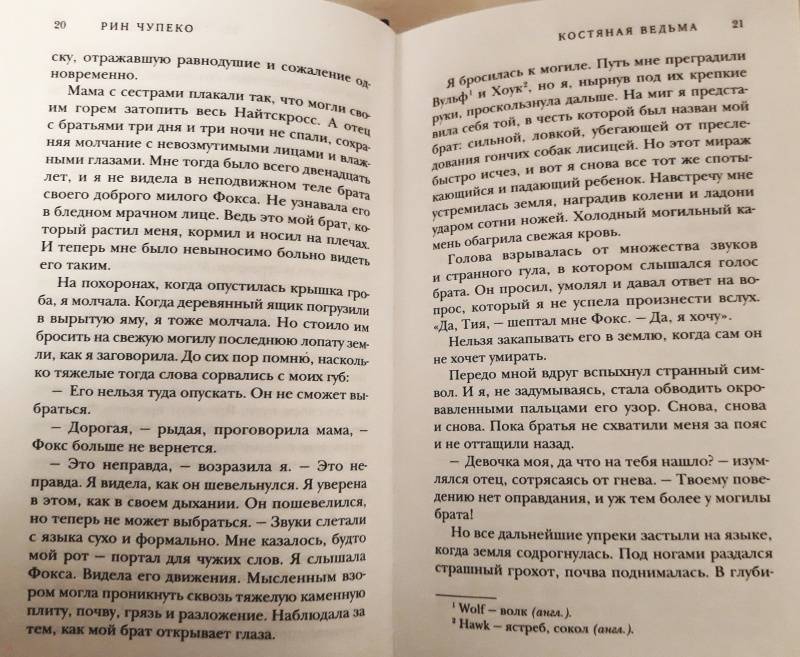 20 РИН ЧУПЕКО
ску, отражавшую равнодушие и сожаление од-
новременно.
Мама с сестрами плакали так, что могли сво-
им горем затопить весь Найтскросс. А отец
с братьями три дня и три ночи не спали, сохра-
няя молчание с невозмутимыми лицами и влаж-
ными глазами. Мне тогда было всего двенадцать
лет, и я не видела в неподвижном теле брата
своего доброго милого Фокса. Не узнавала его
в бледном мрачном лице. Ведь это мой брат, ко-
торый растил меня, кормил и носил на плечах.
И теперь мне было невыносимо больно видеть
его таким.
На похоронах, когда опустилась крышка гро-
ба, я молчала. Когда деревянный ящик погрузили
в вырытую яму, я тоже молчала. Но стоило им
бросить на свежую могилу последнюю лопату зем-
ли, как я заговорила. До сих пор помню, насколь-
ко тяжелые тогда слова сорвались с моих губ:
— Его нельзя туда опускать. Он не сможет вы-
браться.
— Дорогая, — рыдая, проговорила мама, —
Фокс больше не вернется.
— Это неправда, — возразила я. — Это не-
правда. Я видела, как он шевельнулся. Я уверена
в этом, как в своем дыхании. Он пошевелился,
но теперь не может выбраться. — Звуки слетали
с языка сухо и формально. Мне казалось, будто
мой рот — портал для чужих слов. Я слышала
Фокса. Видела его движения. Мысленным взо-
ром могла проникнуть сквозь тяжелую каменную
плиту, почву, грязь и разложение. Наблюдала за
тем, как мой брат открывает глаза.
КОСТЯНАЯ ВЕДЬМА 21
Я бросилась к могиле. Путь мне преградили
Вульф¹ и Хоук², но я, нырнув под их крепкие
руки, проскользнула дальше. На миг я предста-
вила себя той, в честь которой был назван мой
брат: сильной, ловкой, убегающей от пресле-
дования гончих собак лисицей. Но этот мираж
быстро исчез, и вот я снова все тот же споты-
кающийся и падающий ребенок. Навстречу мне
устремилась земля, наградив колени и ладони
ударом сотни ножей. Холодный могильный ка-
мень обагрила свежая кровь.
Голова взрывалась от множества звуков
и странного гула, в котором слышался голос
брата. Он просил, умолял и давал ответ на во-
прос, который я не успела произнести вслух.
«Да, Тия, — шептал мне Фокс. — Да, я хочу».
Нельзя закапывать его в землю, когда сам он
не хочет умирать.
Передо мной вдруг вспыхнул странный сим-
вол. И я, не задумываясь, стала обводить окро-
вавленными пальцами его узор. Снова, снова
и снова. Пока братья не схватили меня за пояс
и не оттащили назад.
— Девочка моя, да что на тебя нашло? — изум-
лялся отец, сотрясаясь от гнева. — Твоему пове-
дению нет оправдания, и уж тем более у могилы
брата!
Но все дальнейшие упреки застыли на языке,
когда земля содрогнулась. Под ногами раздался
страшный грохот, почва поднималась. В глуби-
¹ Wolf — волк (англ.).
² Hawk — ястреб, сокол (англ.).